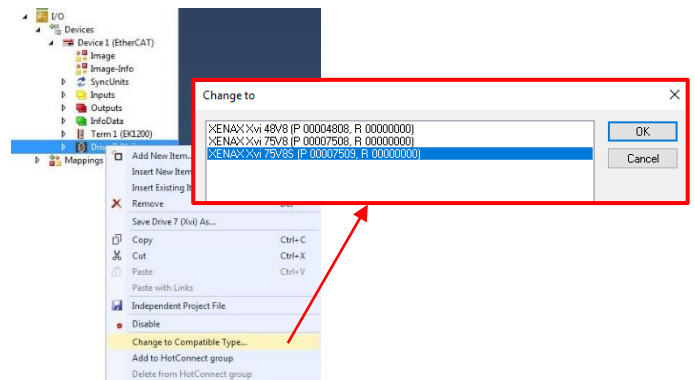 I/O
Devices
Device 1 (EtherCAT)
Image
Image-Info
SyncUnits
Inputs
Outputs
InfoData
Term 1 (EK1200)
Mappings
Add New Item...
Insert New Item
Insert Existing
Remove
Save Drive 7 (Xvi) As...
Copy Ctrl+C
Cut Ctrl+X
Paste Ctrl+V
Paste with Links
Independent Project File
Disable
Change to Compatible Type...
Add to HotConnect group
Delete from HotConnect group
Change to
XENAX Xvi 48V8 (P 00004808, R 00000000)
XENAX Xvi 75V8 (P 00007508, R 00000000)
XENAX Xvi 75V8S (P 00007509, R 00000000)
OK
Cancel